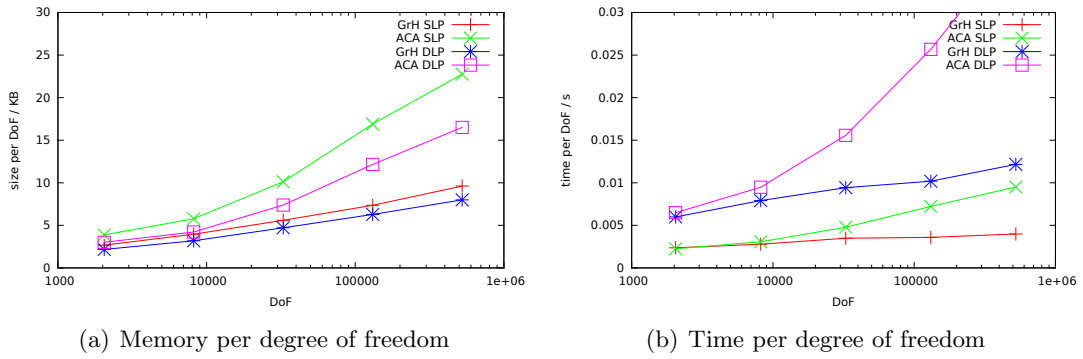 30
25
20
15
10
5
0
size per DoF / KB
1000
10000
100000
1e+06
DoF
GrH SLP
ACA SLP
GrH DLP
ACA DLP
(a) Memory per degree of freedom
0.03
0.025
0.02
0.015
0.01
0.005
0
time per DoF / s
1000
10000
100000
1e+06
DoF
GrH SLP
ACA SLP
GrH DLP
ACA DLP
(b) Time per degree of freedom